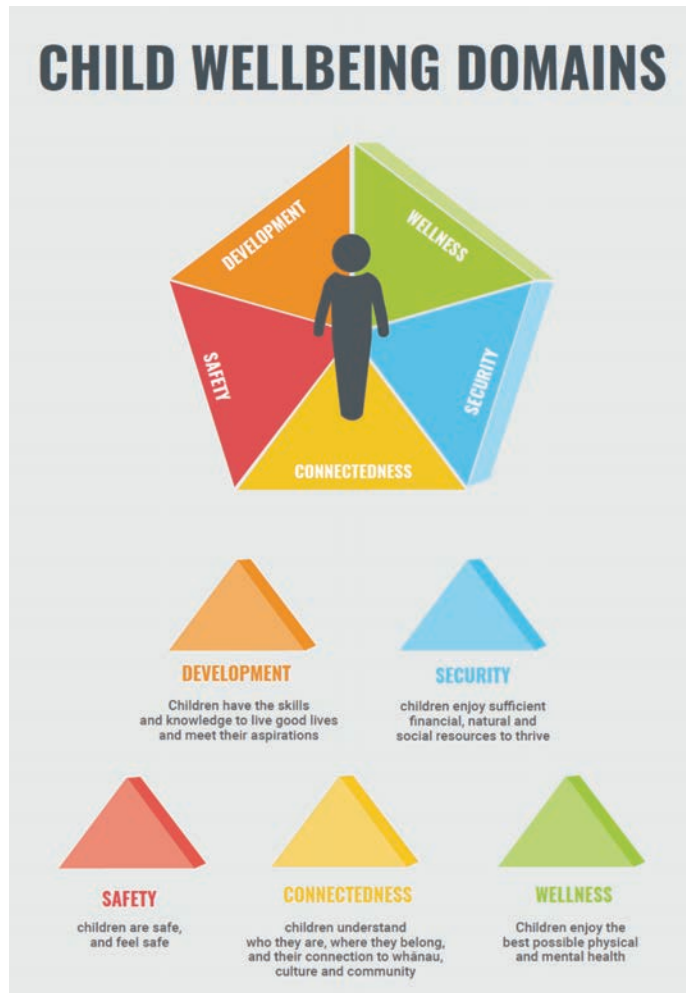 CHILD WELLBEING DOMAINS
DEVELOPMENT
WELLNESS
SAFETY
SECURITY
CONNECTEDNESS
DEVELOPMENT
Children have the skills
and knowledge to live good lives
and meet their aspirations
SECURITY
children enjoy sufficient
financial, natural and
social resources to thrive
SAFETY
children are safe,
and feel safe
CONNECTEDNESS
children understand
who they are, where they belong,
and their connection to whānau,
culture and community
WELLNESS
Children enjoy the
best possible physical
and mental health